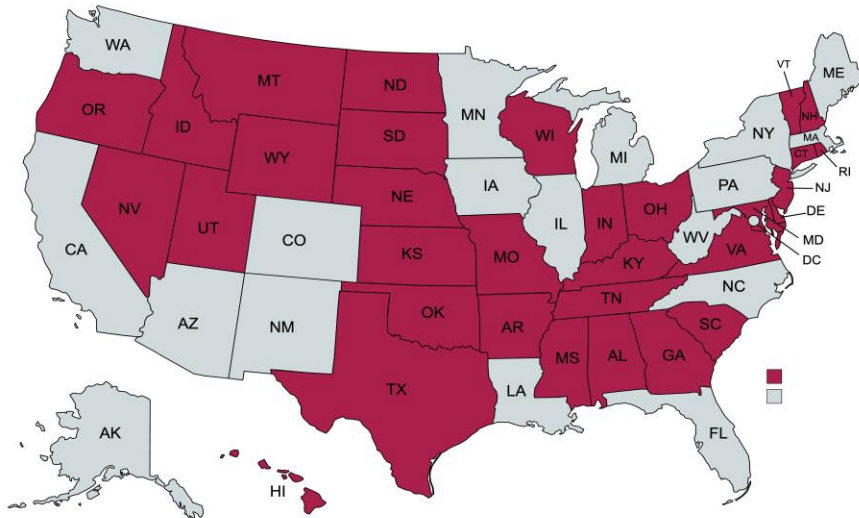 WA
MT
ND
MN
VT
ME
OR
ID
SD
WI
NH
NY
MA
WY
MI
CT
RI
NE
IA
PA
NJ
NV
UT
CO
IL
IN
OH
DE
CA
KS
MO
WV
VA
MD
KY
DC
AZ
NM
OK
TN
NC
AR
SC
TX
MS
AL
GA
LA
AK
FL
HI